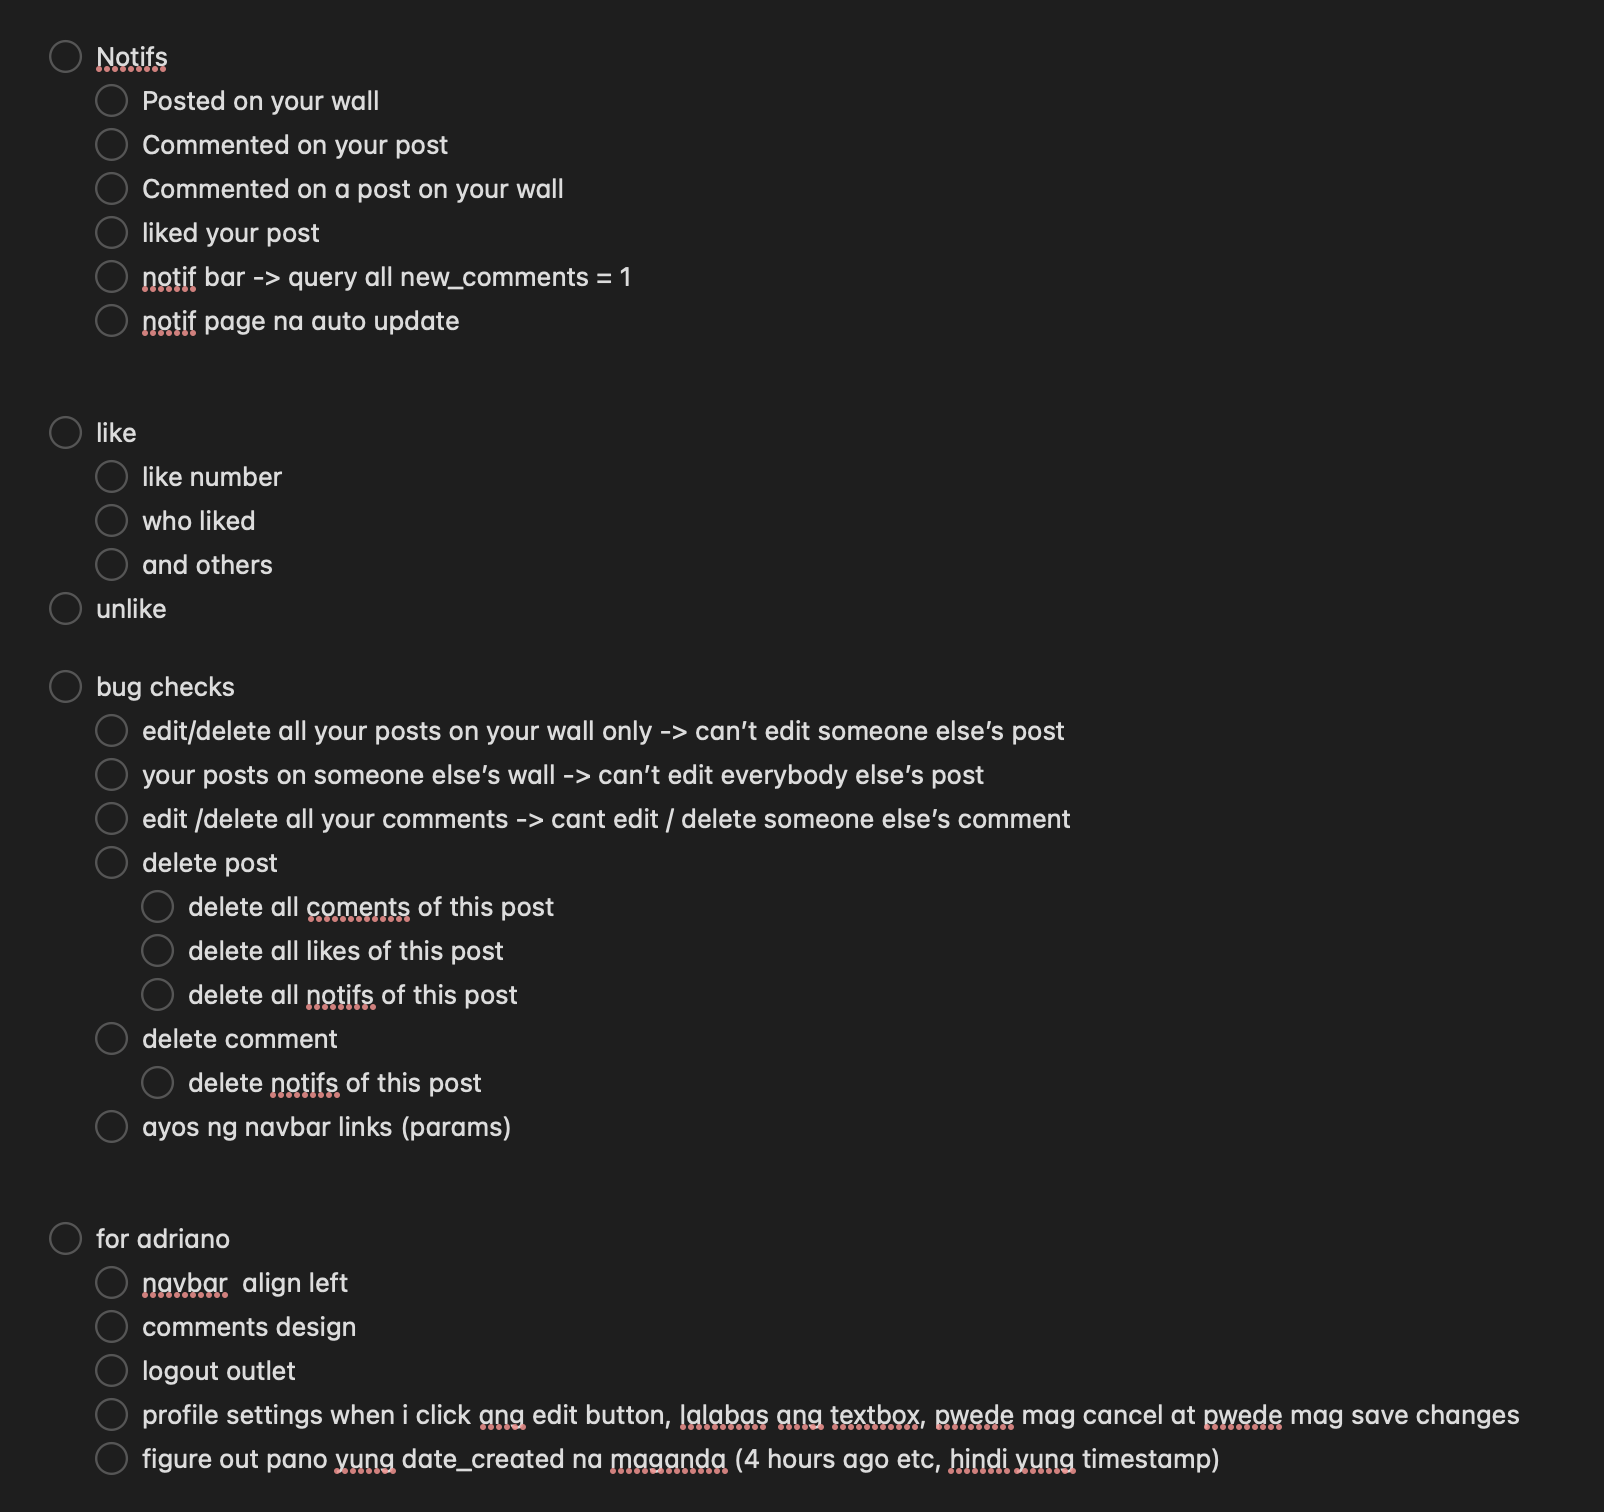 Notifs
Posted on your wall
Commented on your post
Commented on a post on your wall
liked your post
notif bar -> query all new_comments = 1
notif page na auto update
like
like number
who liked
and others
unlike
bug checks
edit/delete all your posts on your wall only -> can’t edit someone else’s post
your posts on someone else’s wall -> can’t edit everybody else’s post
edit /delete all your comments -> cant edit / delete someone else’s comment
delete post
delete all coments of this post
delete all likes of this post
delete all notifs of this post
delete comment
delete notifs of this post
ayos ng navbar links (params)
for adriano
navbar  align left
comments design
logout outlet
profile settings when i click ang edit button, lalabas ang textbox, pwede mag cancel at pwede mag save changes
figure out pano yung date_created na maganda (4 hours ago etc, hindi yung timestamp)